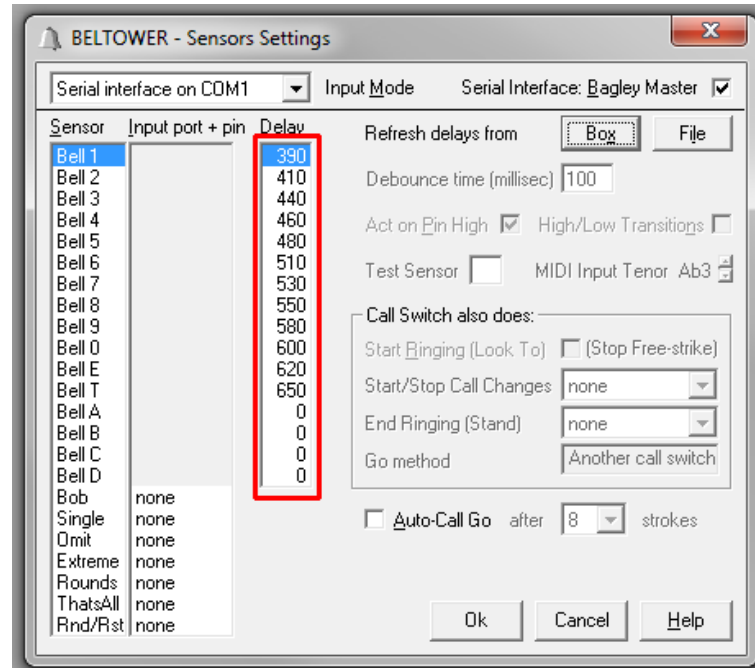 BELTOWER - Sensors Settings
X
Serial interface on COM1 Input Mode Serial Interface: Bagley Master
Sensor Input port + pin Delay
Refresh delays from Box File
Bell 1 390
Bell 2 410
Bell 3 440
Bell 4 460
Bell 5 480
Bell 6 510
Bell 7 530
Bell 8 550
Bell 9 580
Bell 0 600
Bell E 620
Bell T 650
Bell A 0
Bell B 0
Bell C 0
Bell D 0
Bob none
Single none
Omit none
Extreme none
Rounds none
ThatsAll none
Rnd/Rst none
Debounce time (millisec) 100
Act on Pin High High/Low Transitions
Test Sensor MIDI Input Tenor Ab3
Call Switch also does:
Start Ringing (Look To) (Stop Free-strike)
Start/Stop Call Changes none
End Ringing (Stand) none
Go method Another call switch
Auto-Call Go after 8 strokes
Ok Cancel Help